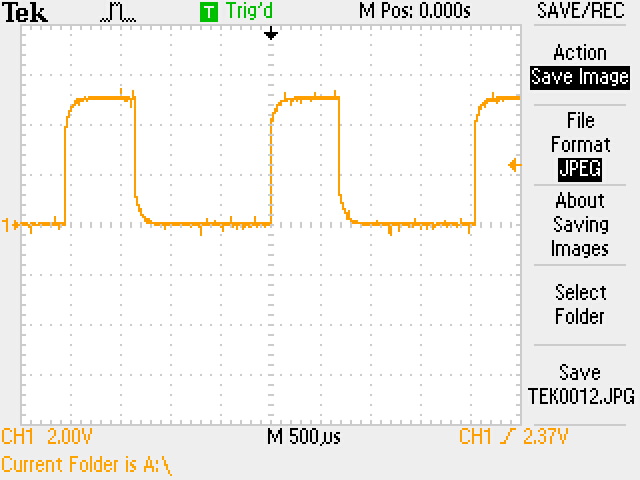 Tek T Trig'd M Pos: 0.000s SAVE/REC
Action
Save Image
File
Format
JPEG
About
Saving
Images
Select
Folder
Save
TEK0012.JPG
1
CH1 2.00V M 500µs CH1 2.37V
Current Folder is A:\